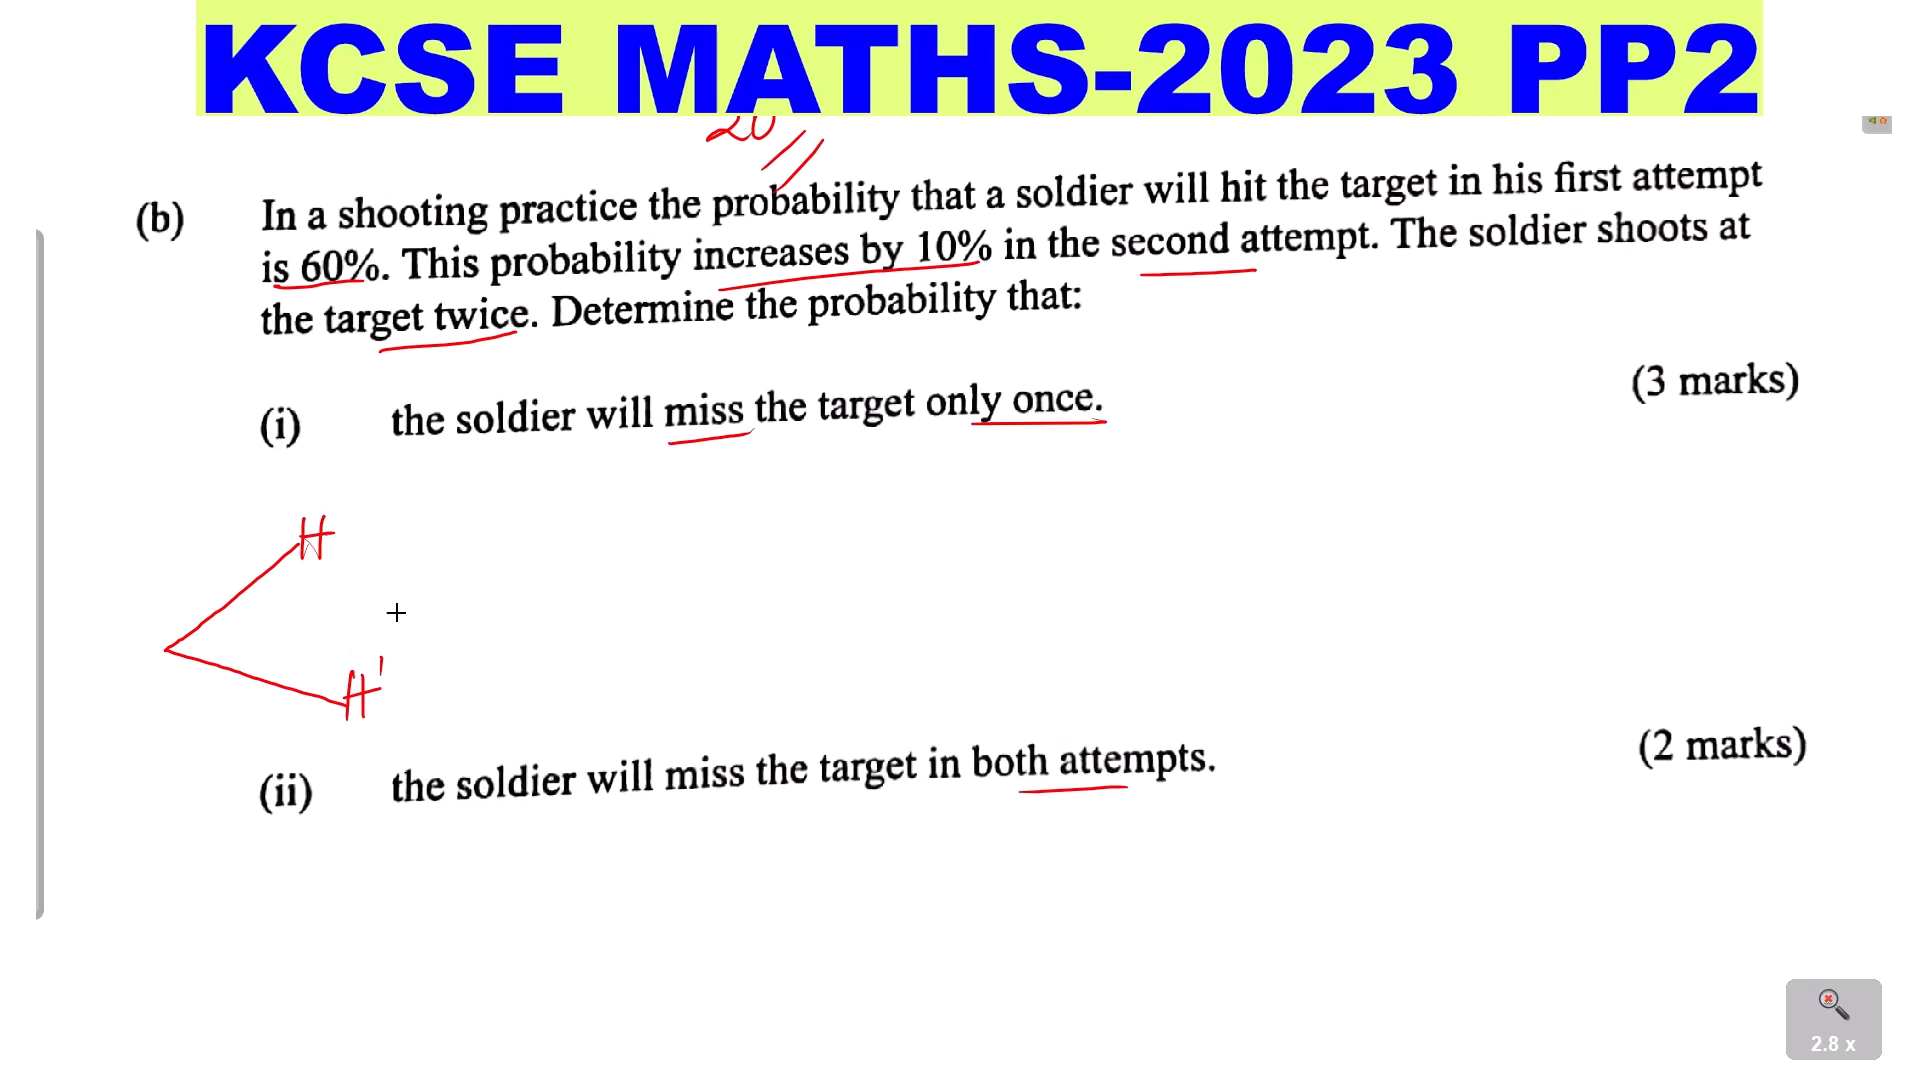 KCSE MATHS-2023 PP2
20
(b) In a shooting practice the probability that a soldier will hit the target in his first attempt
is 60%. This probability increases by 10% in the second attempt. The soldier shoots at
the target twice. Determine the probability that:
(i) the soldier will miss the target only once. (3 marks)
H
H'
(ii) the soldier will miss the target in both attempts. (2 marks)
2.8 x